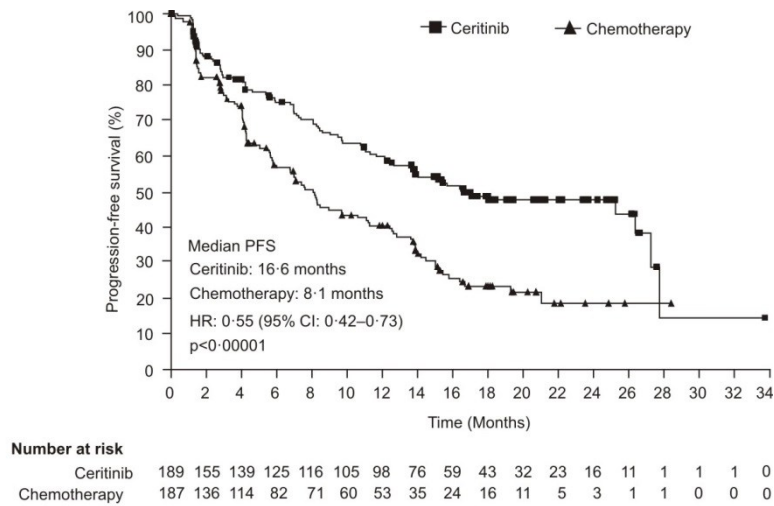 Ceritinib
Chemotherapy
Progression-free survival (%)
100
90
80
70
60
50
40
30
20
10
0
Median PFS
Ceritinib: 16·6 months
Chemotherapy: 8·1 months
HR: 0·55 (95% CI: 0·42–0·73)
p<0·00001
0 2 4 6 8 10 12 14 16 18 20 22 24 26 28 30 32 34
Time (Months)
Number at risk
Ceritinib 189 155 139 125 116 105 98 76 59 43 32 23 16 11 1 1 1 0
Chemotherapy 187 136 114 82 71 60 53 35 24 16 11 5 3 1 1 0 0 0